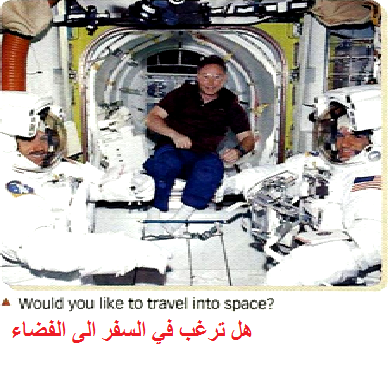 ▲ Would you like to travel into space?
هل ترغب في السفر الى الفضاء